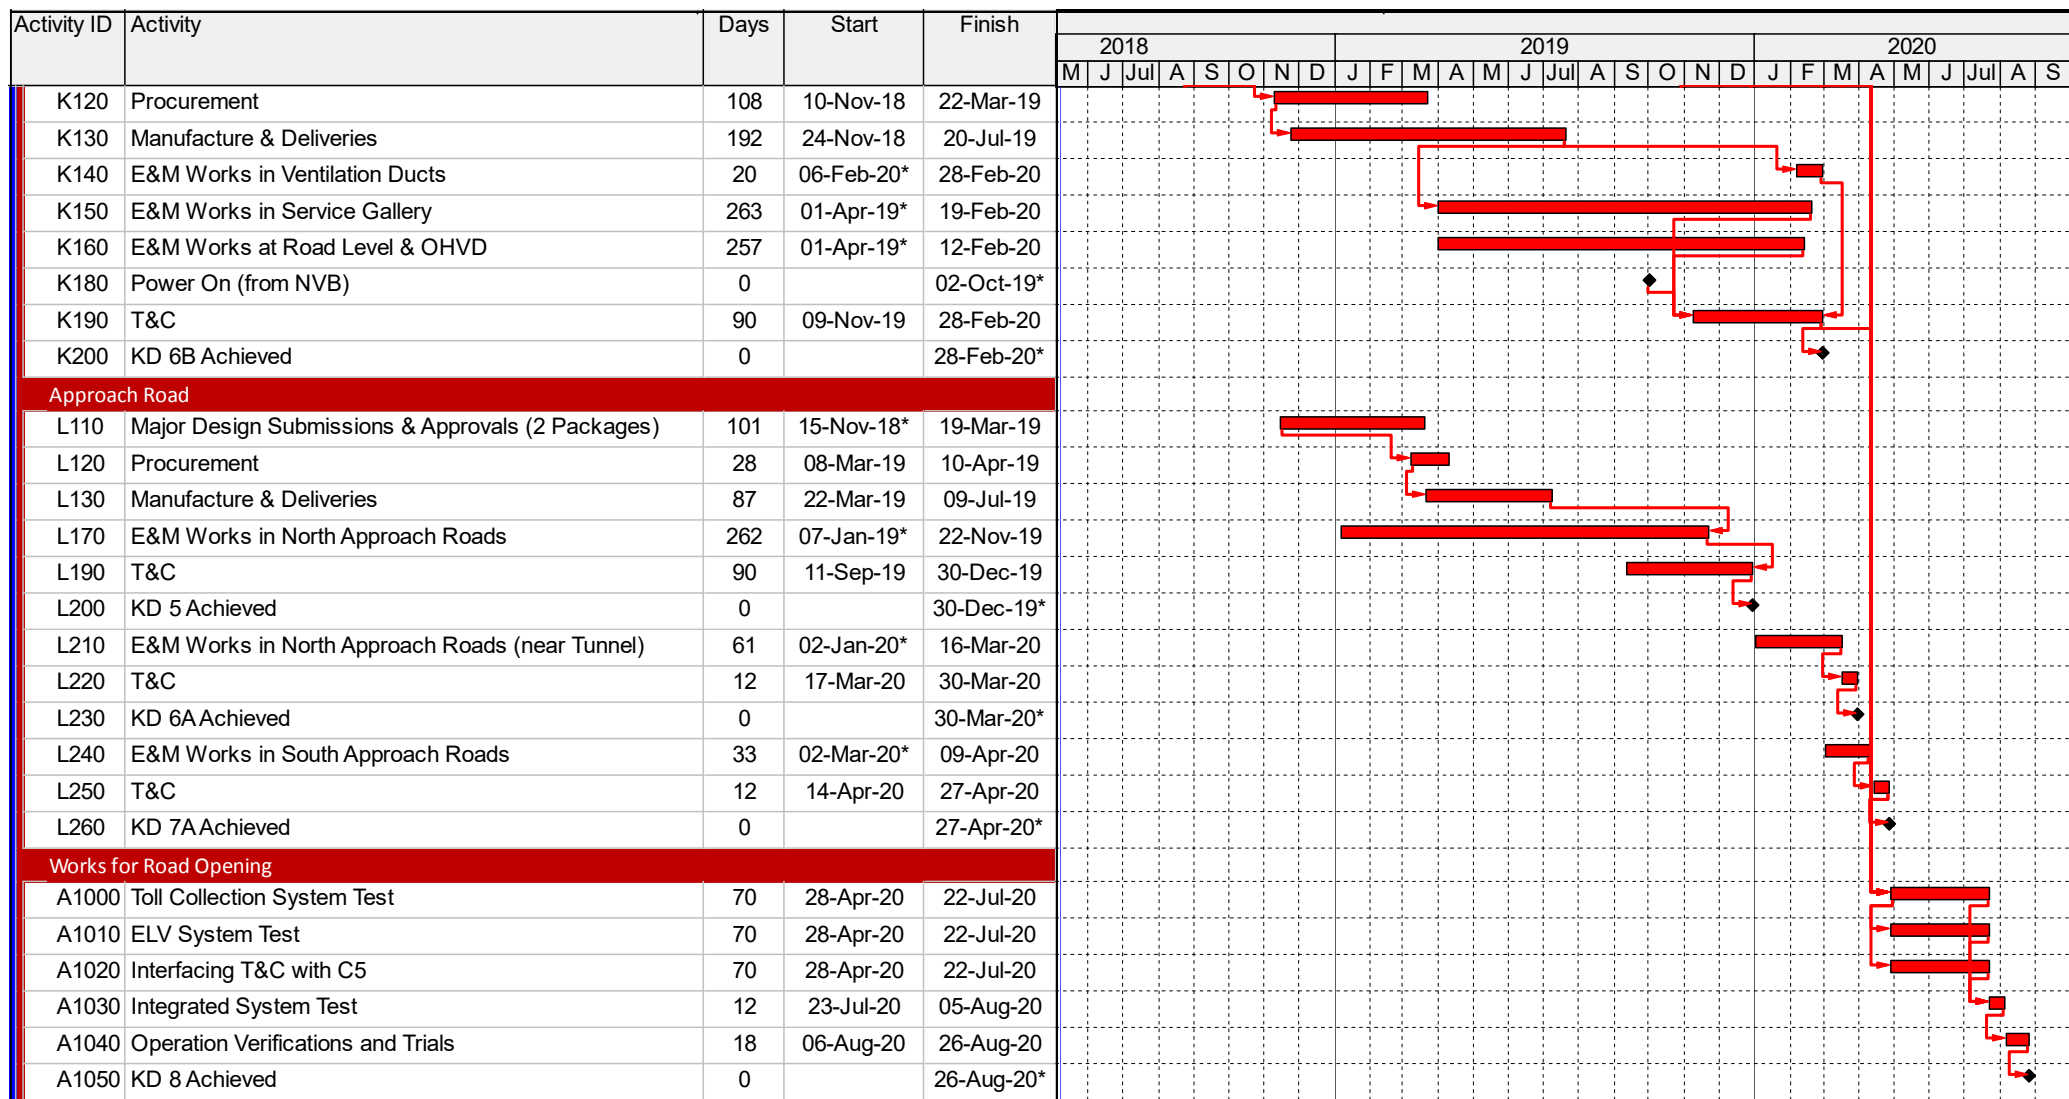 Activity ID Activity Days Start Finish
2018 2019 2020
M J Jul A S O N D J F M A M J Jul A S O N D J F M A M J Jul A S
K120 Procurement 108 10-Nov-18 22-Mar-19
K130 Manufacture & Deliveries 192 24-Nov-18 20-Jul-19
K140 E&M Works in Ventilation Ducts 20 06-Feb-20* 28-Feb-20
K150 E&M Works in Service Gallery 263 01-Apr-19* 19-Feb-20
K160 E&M Works at Road Level & OHVD 257 01-Apr-19* 12-Feb-20
K180 Power On (from NVB) 0 02-Oct-19*
K190 T&C 90 09-Nov-19 28-Feb-20
K200 KD 6B Achieved 0 28-Feb-20*
Approach Road
L110 Major Design Submissions & Approvals (2 Packages) 101 15-Nov-18* 19-Mar-19
L120 Procurement 28 08-Mar-19 10-Apr-19
L130 Manufacture & Deliveries 87 22-Mar-19 09-Jul-19
L170 E&M Works in North Approach Roads 262 07-Jan-19* 22-Nov-19
L190 T&C 90 11-Sep-19 30-Dec-19
L200 KD 5 Achieved 0 30-Dec-19*
L210 E&M Works in North Approach Roads (near Tunnel) 61 02-Jan-20* 16-Mar-20
L220 T&C 12 17-Mar-20 30-Mar-20
L230 KD 6A Achieved 0 30-Mar-20*
L240 E&M Works in South Approach Roads 33 02-Mar-20* 09-Apr-20
L250 T&C 12 14-Apr-20 27-Apr-20
L260 KD 7A Achieved 0 27-Apr-20*
Works for Road Opening
A1000 Toll Collection System Test 70 28-Apr-20 22-Jul-20
A1010 ELV System Test 70 28-Apr-20 22-Jul-20
A1020 Interfacing T&C with C5 70 28-Apr-20 22-Jul-20
A1030 Integrated System Test 12 23-Jul-20 05-Aug-20
A1040 Operation Verifications and Trials 18 06-Aug-20 26-Aug-20
A1050 KD 8 Achieved 0 26-Aug-20*